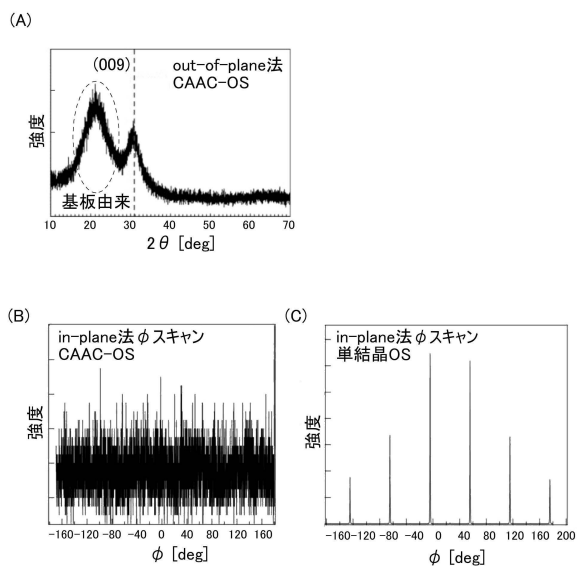 (A)
(009)
out-of-plane法
CAAC-OS
強度
基板由来
10 20 30 40 50 60 70
2θ [deg]
(B)
in-plane法φスキャン
CAAC-OS
強度
-160 -120 -80 -40 0 40 80 120 160
φ [deg]
(C)
in-plane法φスキャン
単結晶OS
強度
-160 -120 -80 -40 0 40 80 120 160 200
φ [deg]